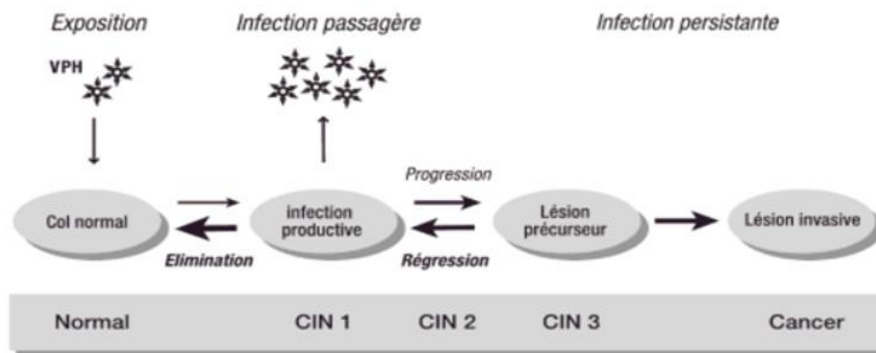 Exposition
Infection passagère
Infection persistante
VPH
Progression
Col normal
infection
productive
Lésion
précurseur
Lésion invasive
Elimination
Régression
Normal
CIN 1
CIN 2
CIN 3
Cancer